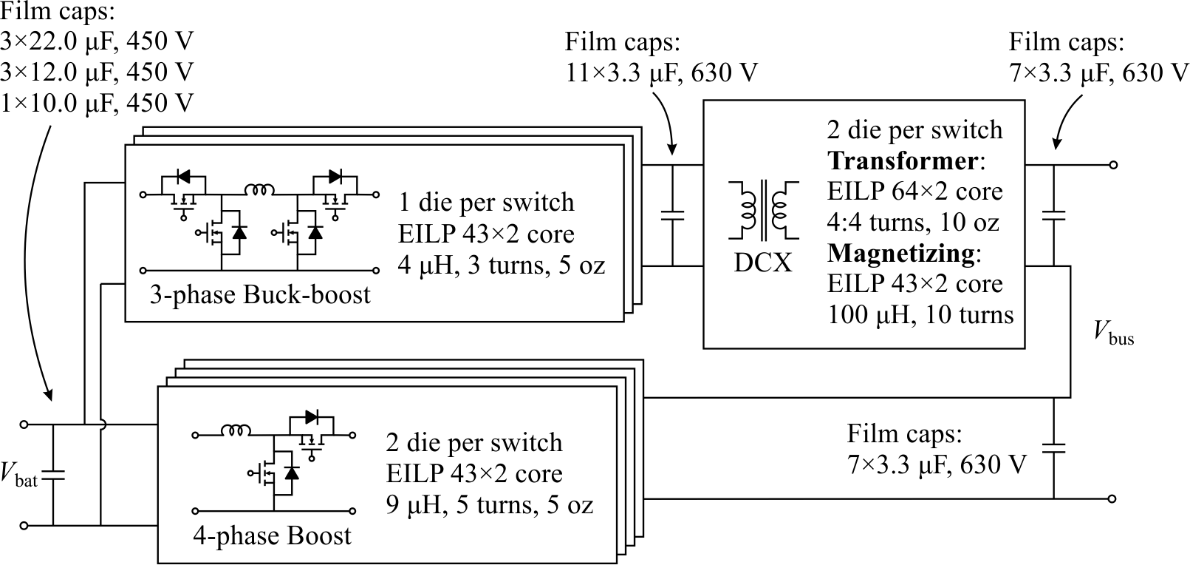 Film caps:
3×22.0 µF, 450 V
3×12.0 µF, 450 V
1×10.0 µF, 450 V
Film caps:
11×3.3 µF, 630 V
Film caps:
7×3.3 µF, 630 V
1 die per switch
EILP 43×2 core
4 µH, 3 turns, 5 oz
3-phase Buck-boost
2 die per switch
Transformer:
EILP 64×2 core
4:4 turns, 10 oz
Magnetizing:
EILP 43×2 core
100 µH, 10 turns
DCX
Vbus
Vbat
2 die per switch
EILP 43×2 core
9 µH, 5 turns, 5 oz
4-phase Boost
Film caps:
7×3.3 µF, 630 V